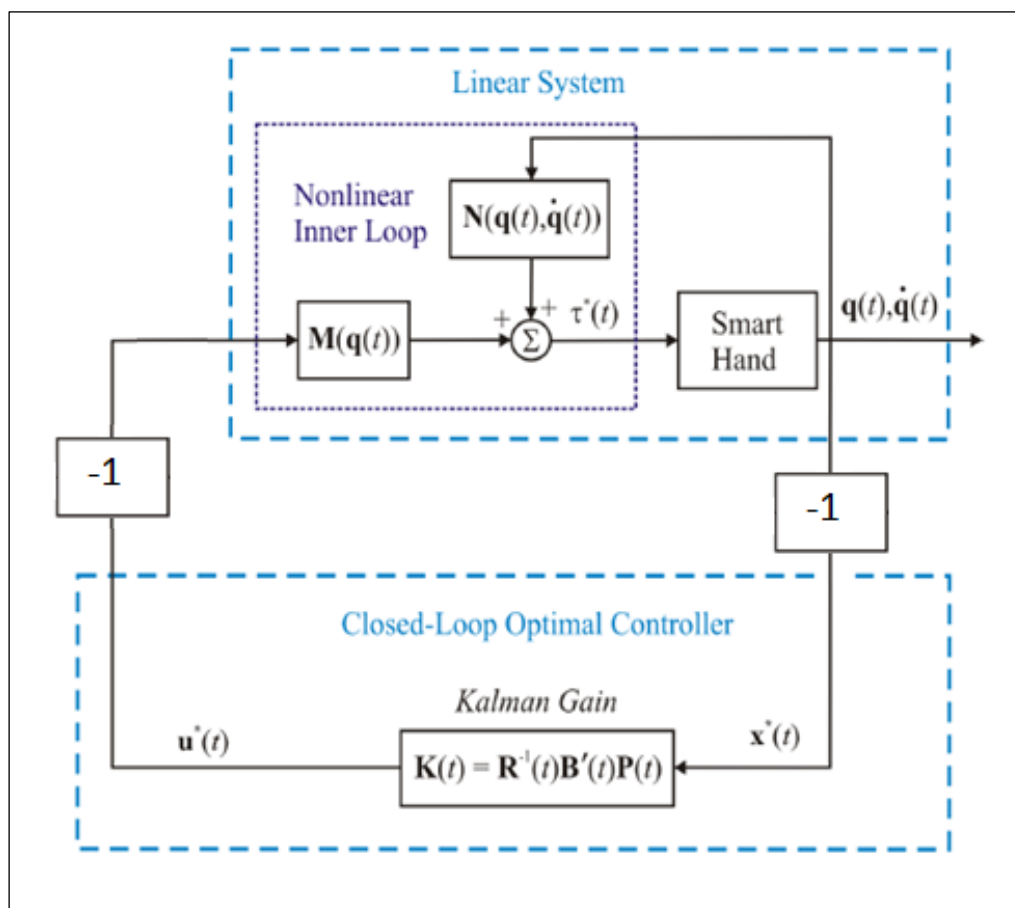 Linear System
Nonlinear
Inner Loop
N(q(t),q̇(t))
+
+
τ*(t)
M(q(t))
Σ
Smart
Hand
q(t),q̇(t)
-1
-1
Closed-Loop Optimal Controller
Kalman Gain
u*(t)
K(t) = R⁻¹(t)B′(t)P(t)
x*(t)